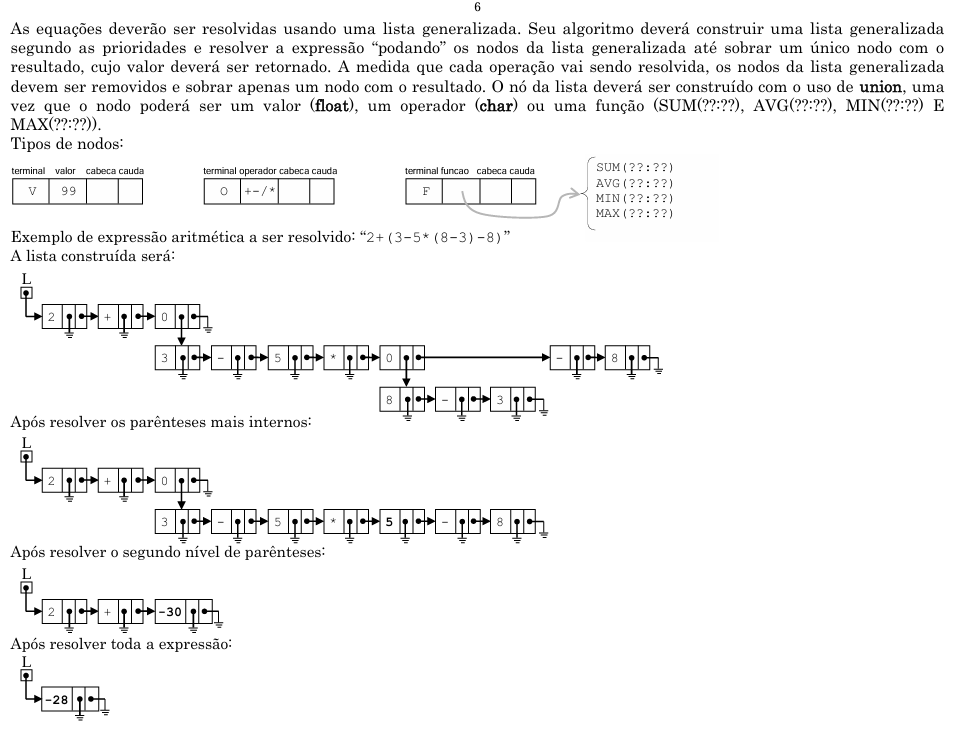 6
As equações deverão ser resolvidas usando uma lista generalizada. Seu algoritmo deverá construir uma lista generalizada
segundo as prioridades e resolver a expressão “podando” os nodos da lista generalizada até sobrar um único nodo com o
resultado, cujo valor deverá ser retornado. A medida que cada operação vai sendo resolvida, os nodos da lista generalizada
devem ser removidos e sobrar apenas um nodo com o resultado. O nó da lista deverá ser construído com o uso de union, uma
vez que o nodo poderá ser um valor (float), um operador (char) ou uma função (SUM(??:??), AVG(??:??), MIN(??:??) E
MAX(??:??)).
Tipos de nodos:
terminal valor cabeca cauda
V 99
terminal operador cabeca cauda
O +-/*
terminal funcao cabeca cauda
F
SUM(??:??)
AVG(??:??)
MIN(??:??)
MAX(??:??)
Exemplo de expressão aritmética a ser resolvido: “2+(3-5*(8-3)-8)”
A lista construída será:
L
2 + 0
3 - 5 * 0 - 8
8 - 3
Após resolver os parênteses mais internos:
L
2 + 0
3 - 5 * 5 - 8
Após resolver o segundo nível de parênteses:
L
2 + -30
Após resolver toda a expressão:
L
-28